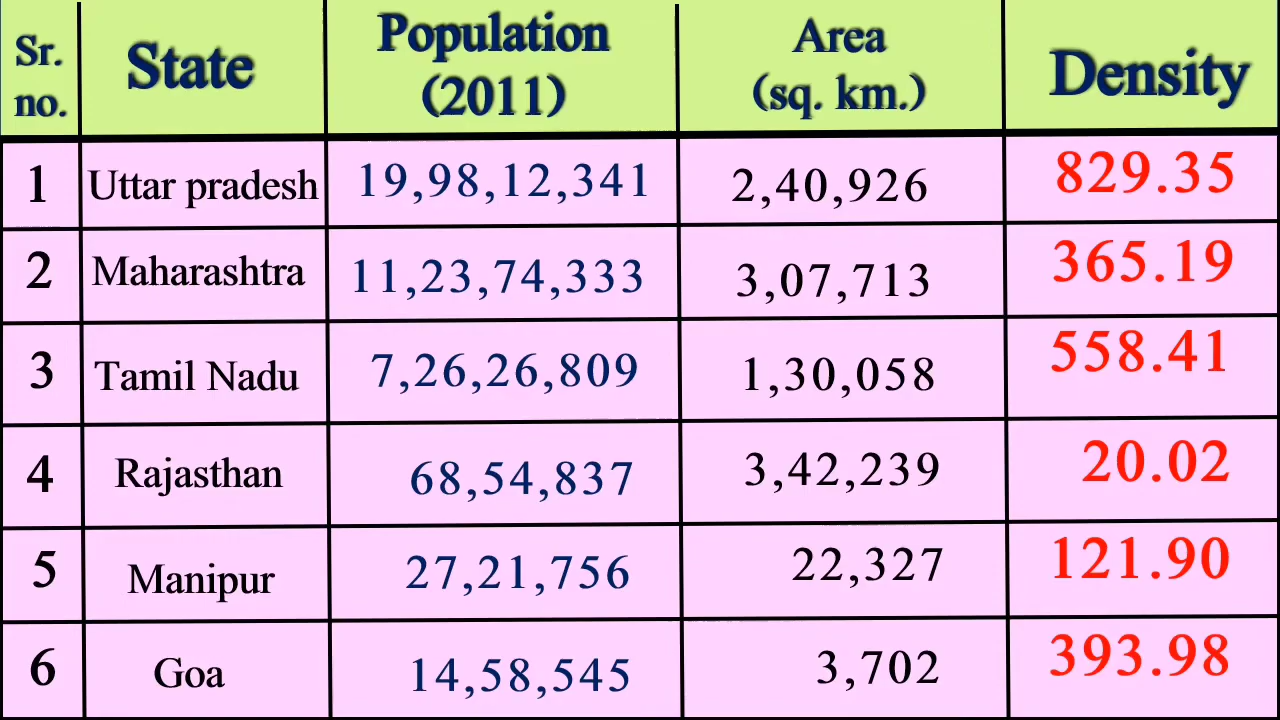 Sr. no. State Population (2011) Area (sq. km.) Density
1 Uttar pradesh 19,98,12,341 2,40,926 829.35
2 Maharashtra 11,23,74,333 3,07,713 365.19
3 Tamil Nadu 7,26,26,809 1,30,058 558.41
4 Rajasthan 68,54,837 3,42,239 20.02
5 Manipur 27,21,756 22,327 121.90
6 Goa 14,58,545 3,702 393.98